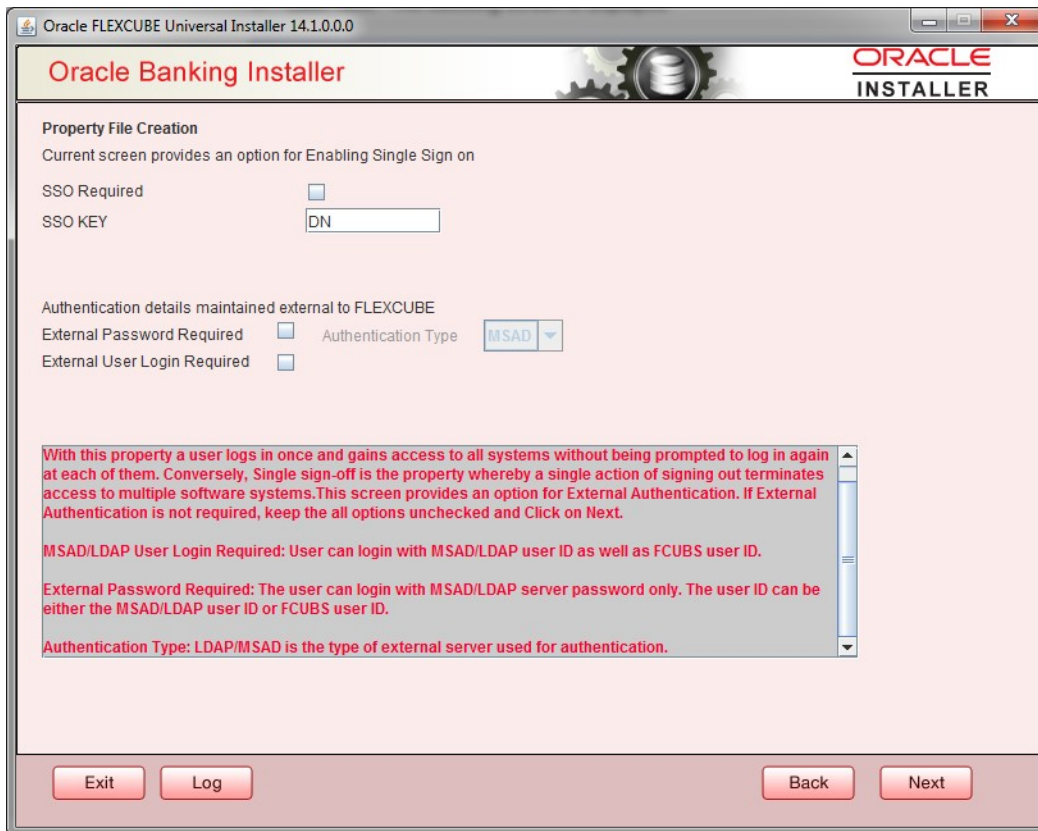 Oracle FLEXCUBE Universal Installer 14.1.0.0.0
Oracle Banking Installer
ORACLE
INSTALLER
Property File Creation
Current screen provides an option for Enabling Single Sign on
SSO Required
SSO KEY DN
Authentication details maintained external to FLEXCUBE
External Password Required Authentication Type MSAD
External User Login Required
With this property a user logs in once and gains access to all systems without being prompted to log in again
at each of them. Conversely, Single sign-off is the property whereby a single action of signing out terminates
access to multiple software systems.This screen provides an option for External Authentication. If External
Authentication is not required, keep the all options unchecked and Click on Next.
MSAD/LDAP User Login Required: User can login with MSAD/LDAP user ID as well as FCUBS user ID.
External Password Required: The user can login with MSAD/LDAP server password only. The user ID can be
either the MSAD/LDAP user ID or FCUBS user ID.
Authentication Type: LDAP/MSAD is the type of external server used for authentication.
Exit Log Back Next